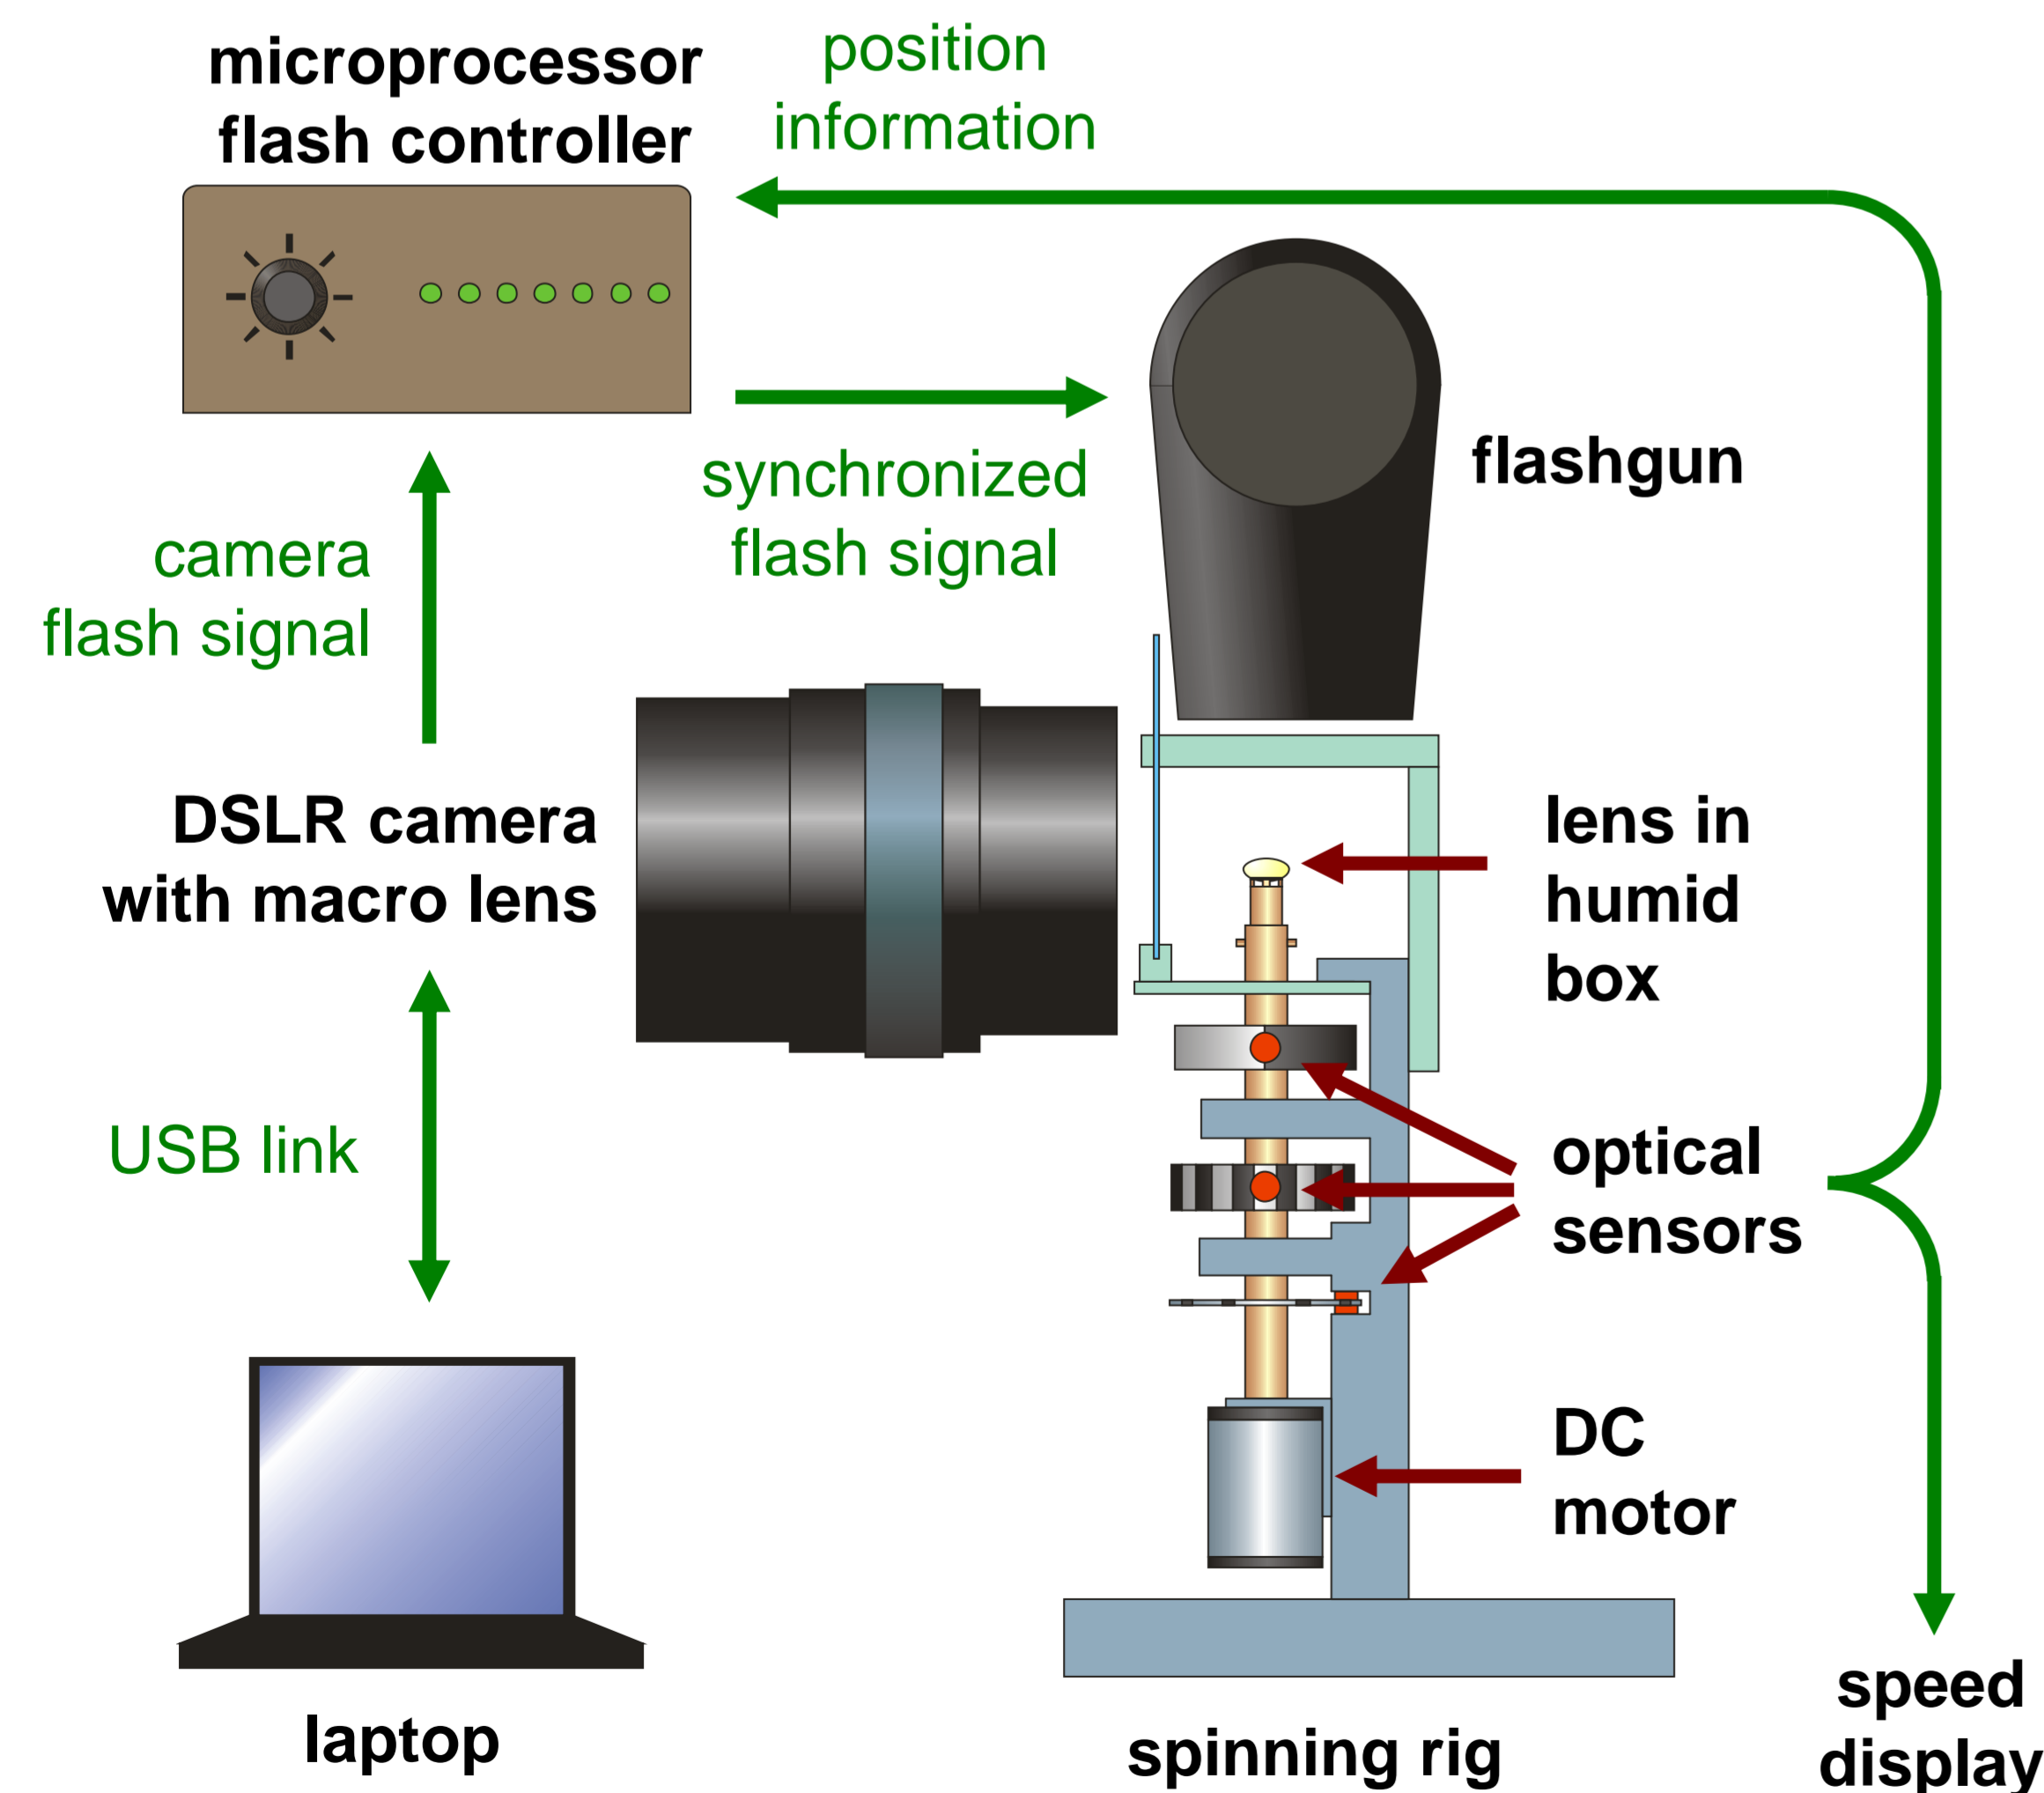 microprocessor
flash controller
position
information
synchronized
flash signal
flashgun
camera
flash signal
DSLR camera
with macro lens
lens in
humid
box
USB link
optical
sensors
DC
motor
laptop
spinning rig
speed
display